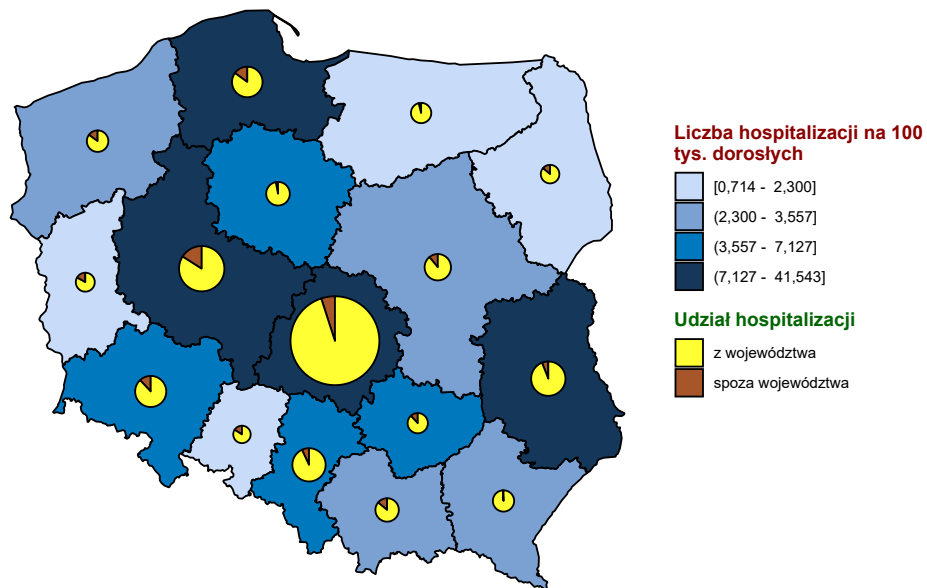 Liczba hospitalizacji na 100
tys. dorosłych
[0,714 - 2,300]
(2,300 - 3,557]
(3,557 - 7,127]
(7,127 - 41,543]
Udział hospitalizacji
z województwa
spoza województwa